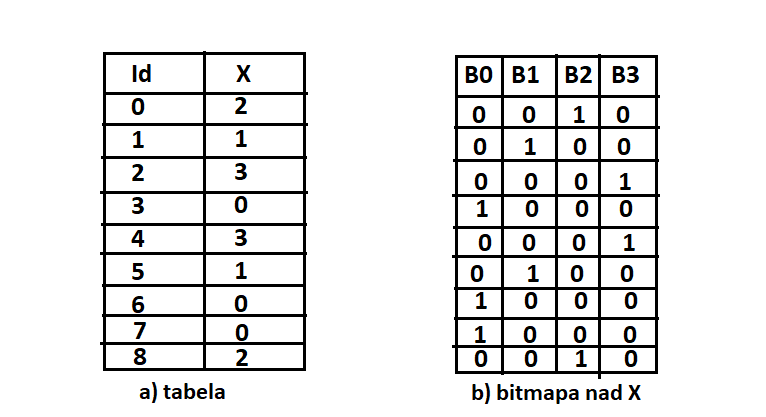 Id X
0 2
1 1
2 3
3 0
4 3
5 1
6 0
7 0
8 2
a) tabela
B0 B1 B2 B3
0 0 1 0
0 1 0 0
0 0 0 1
1 0 0 0
0 0 0 1
0 1 0 0
1 0 0 0
1 0 0 0
0 0 1 0
b) bitmapa nad X